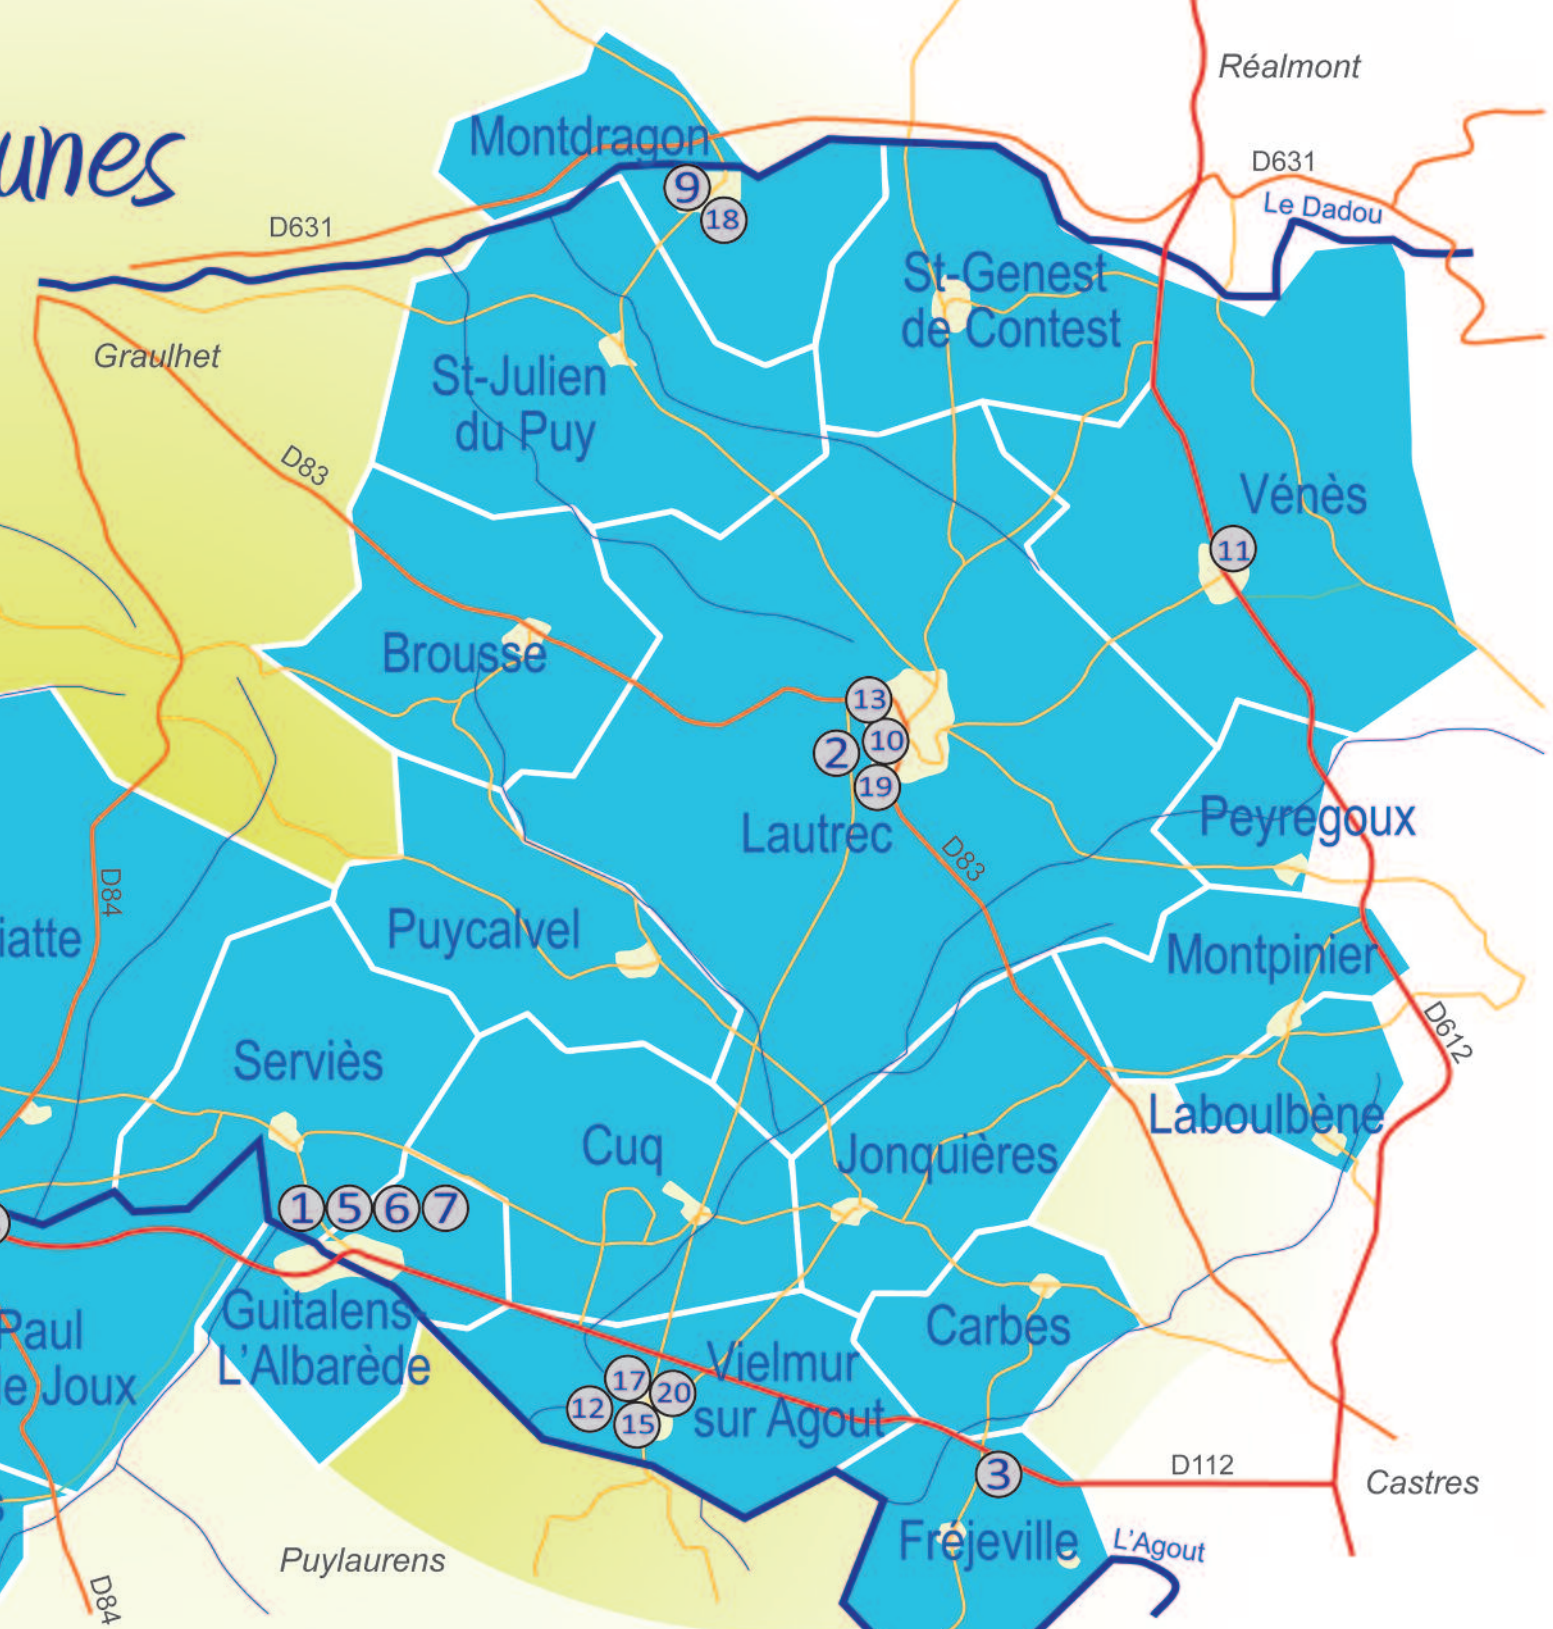 Réalmont
unes
Montdragon
D631
Le Dadou
9
18
D631
St-Genest
de Contest
Graulhet
St-Julien
du Puy
D83
Vénès
11
Brousse
13
10
2
19
Lautrec
Peyregoux
D83
D84
Puycalvel
iatte
Montpinier
D612
Serviès
Laboulbène
Cuq
Jonquières
1 5 6 7
Guitalens-
L'Albarède
Paul
le Joux
Carbes
Vielmur
sur Agout
17
20
12
15
3
D112
Castres
Fréjeville
L'Agout
Puylaurens
D84